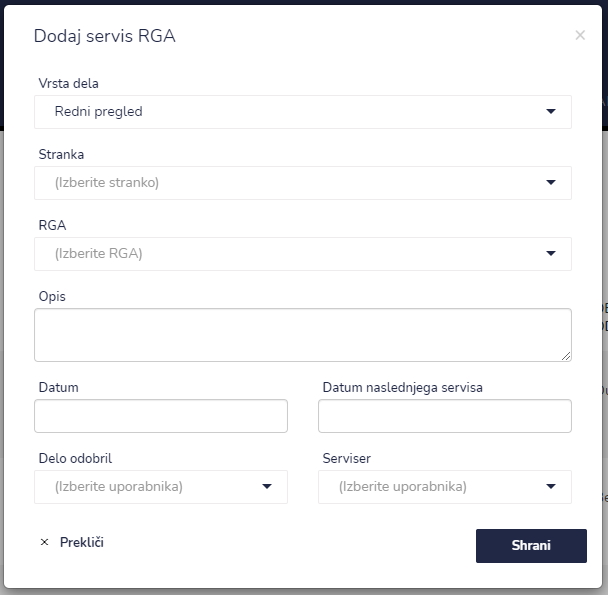 Dodaj servis RGA
×
Vrsta dela
Redni pregled
Stranka
(Izberite stranko)
RGA
(Izberite RGA)
Opis
Datum
Datum naslednjega servisa
Delo odobril
Serviser
(Izberite uporabnika)
(Izberite uporabnika)
× Prekliči
Shrani